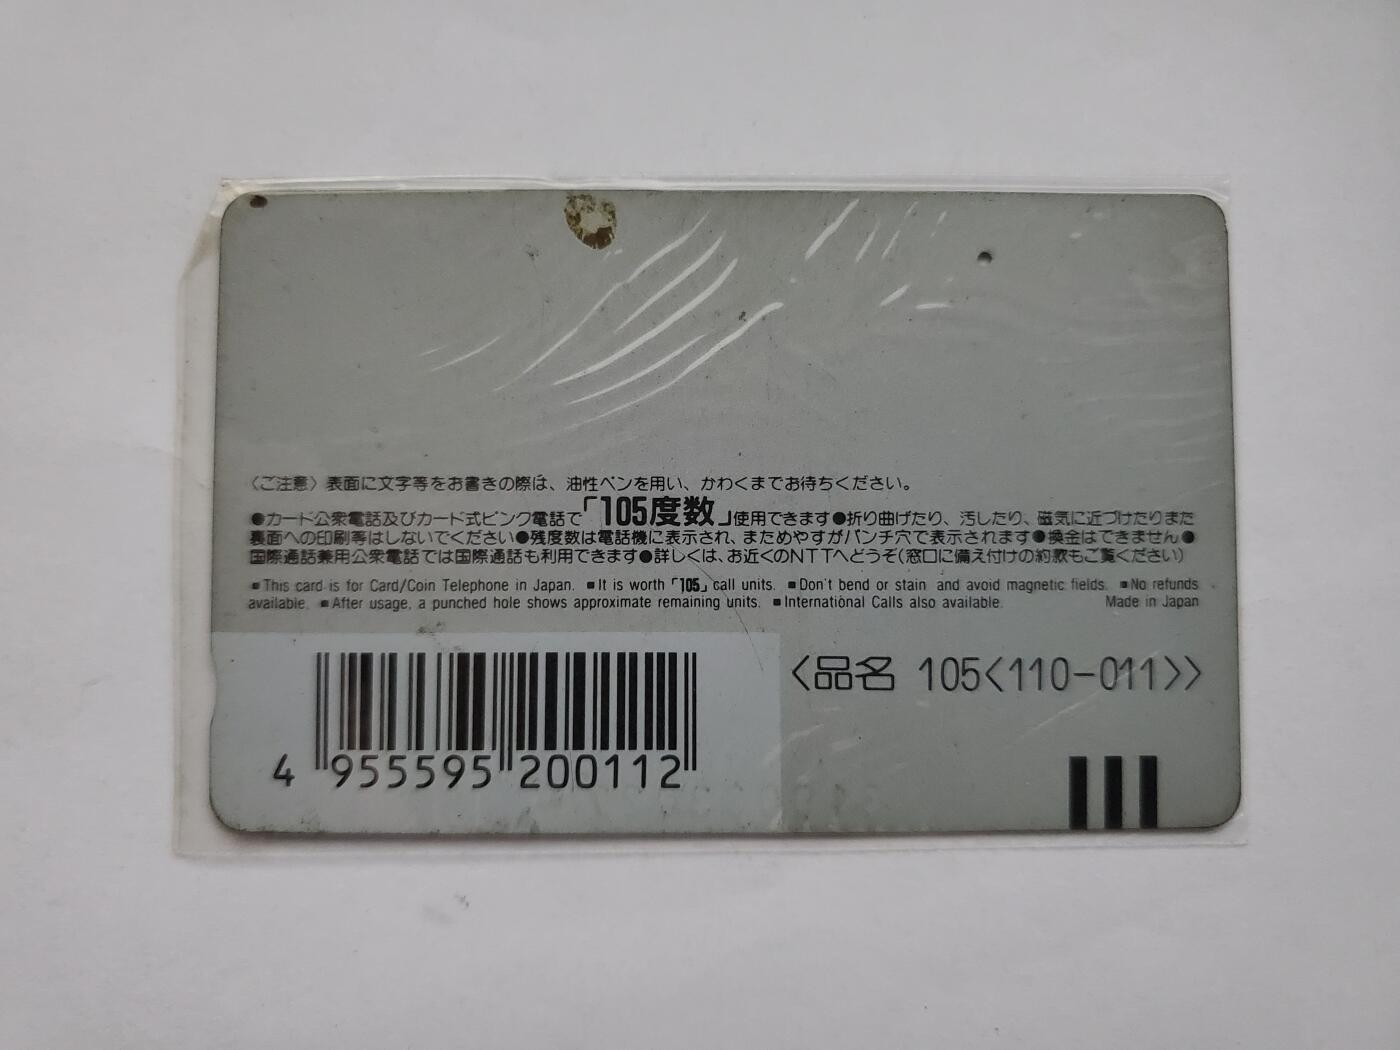 〈ご注意〉表面に文字等をお書きの際は、油性ペンを用い、かわくまでお待ちください。
●カード公衆電話及びカード式ピンク電話で「105度数」使用できます●折り曲げたり、汚したり、磁気に近づけたりまた
裏面への印刷等はしないでください●残度数は電話機に表示され、まためやすがパンチ穴で表示されます●換金はできません●
国際通話兼用公衆電話では国際通話も利用できます●詳しくは、お近くのNTTへどうぞ(窓口に備え付けの約款もご覧ください)
■This card is for Card/Coin Telephone in Japan. ■It is worth「105」call units. ■Don't bend or stain and avoid magnetic fields. ■No refunds
available. ■After usage, a punched hole shows approximate remaining units. ■International Calls also available. Made in Japan
〈品名 105〈110-011〉〉
4 955595 200112